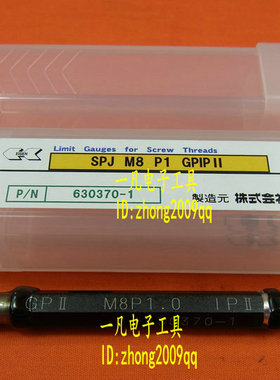 Limit Gauges for Screw Threads
EISEN
SPJ M8 P1 GPIPII
P/N 630370-1
製造元 株式会
一凡电子工具
ID:zhong2009qq
GPII M8P1.0 IPII
370-1
一凡电子工具
ID:zhong2009qq